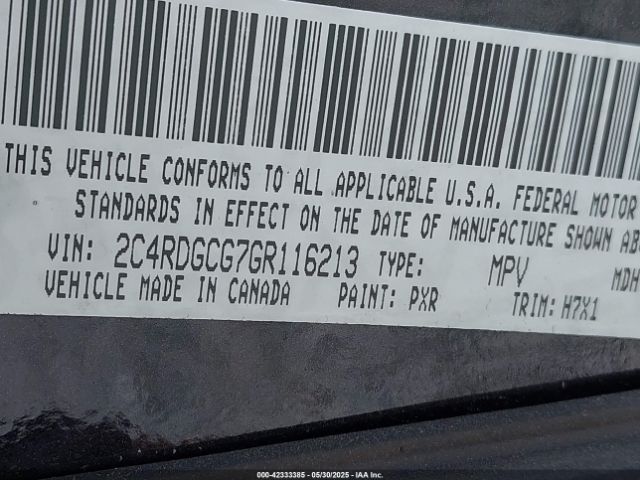 THIS VEHICLE CONFORMS TO ALL APPLICABLE U.S.A. FEDERAL MOTOR
STANDARDS IN EFFECT ON THE DATE OF MANUFACTURE SHOWN AB
VIN: 2C4RDGCG7GR116213 TYPE: MPV MDH
VEHICLE MADE IN CANADA PAINT: PXR TRIM: H7X1
000-42333385 | 05/30/2025 | IAA Inc.